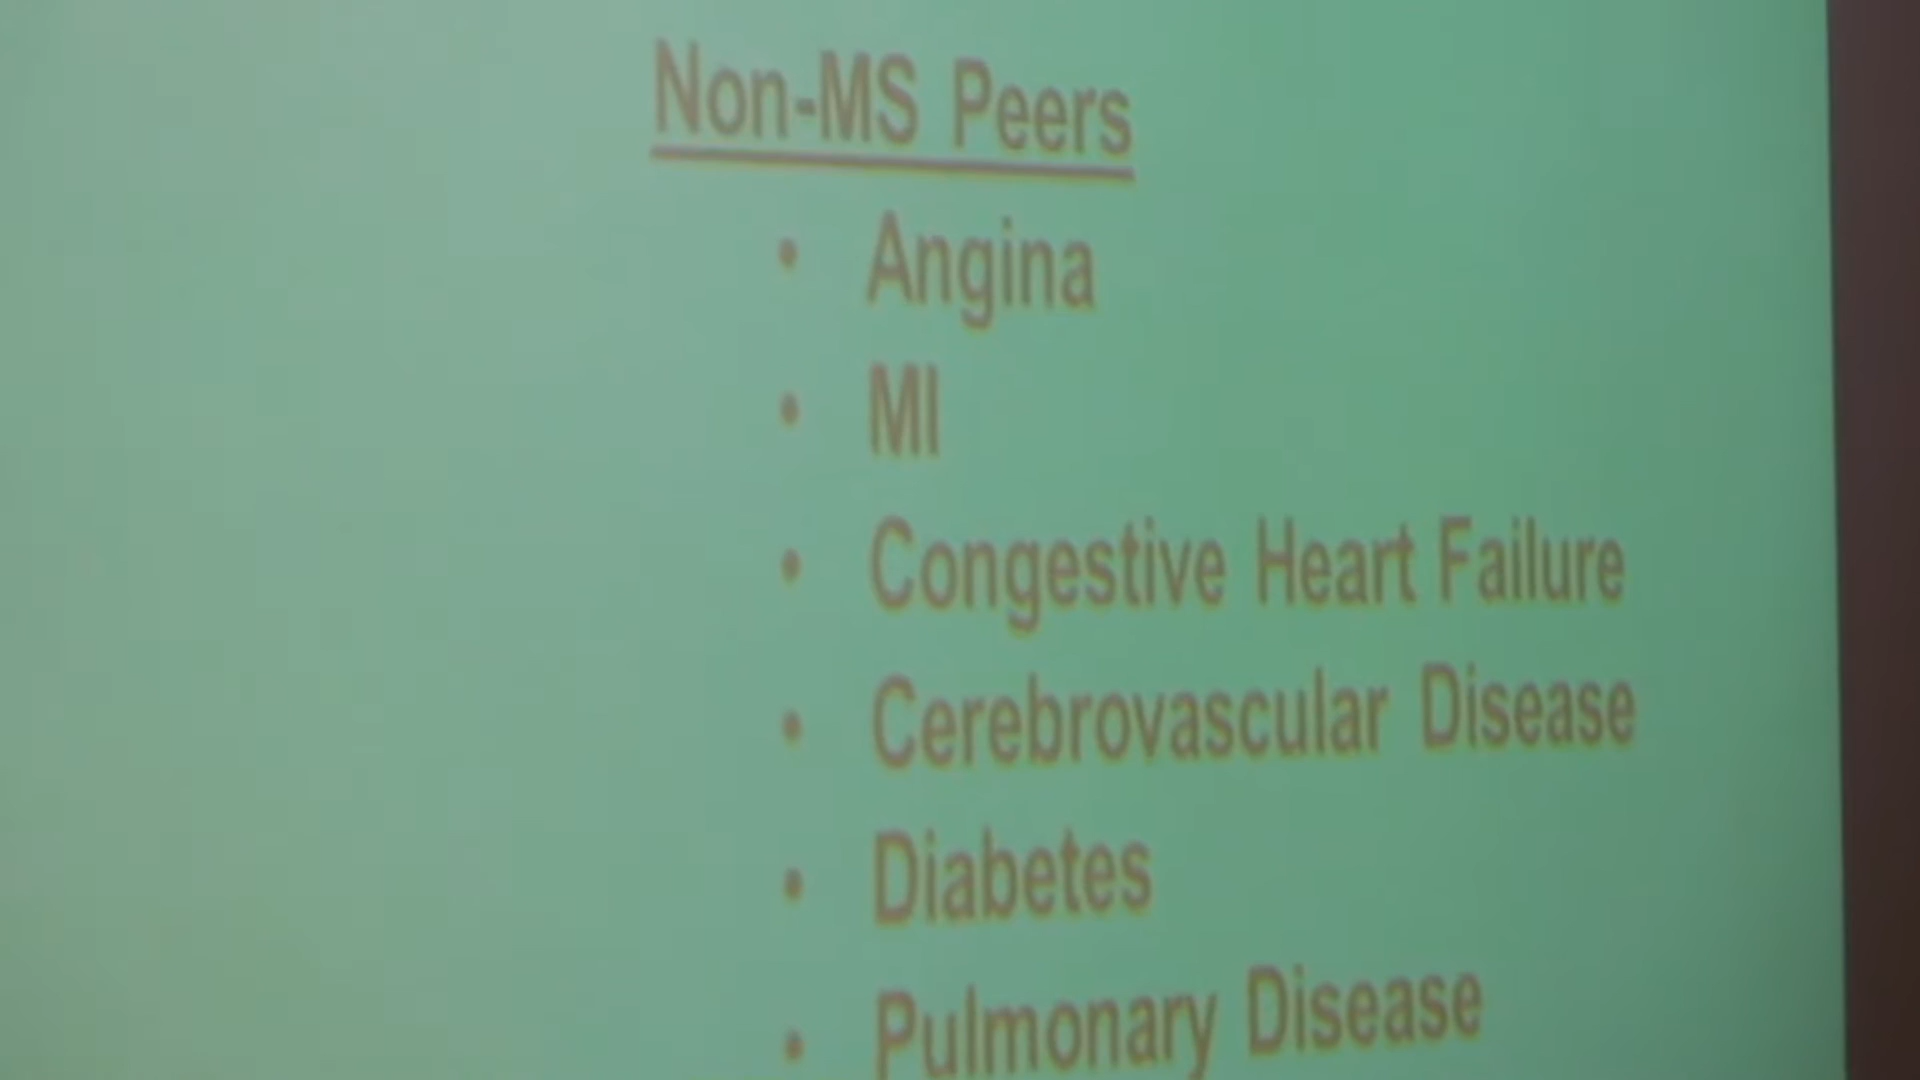 Non-MS Peers
• Angina
• MI
• Congestive Heart Failure
• Cerebrovascular Disease
• Diabetes
• Pulmonary Disease